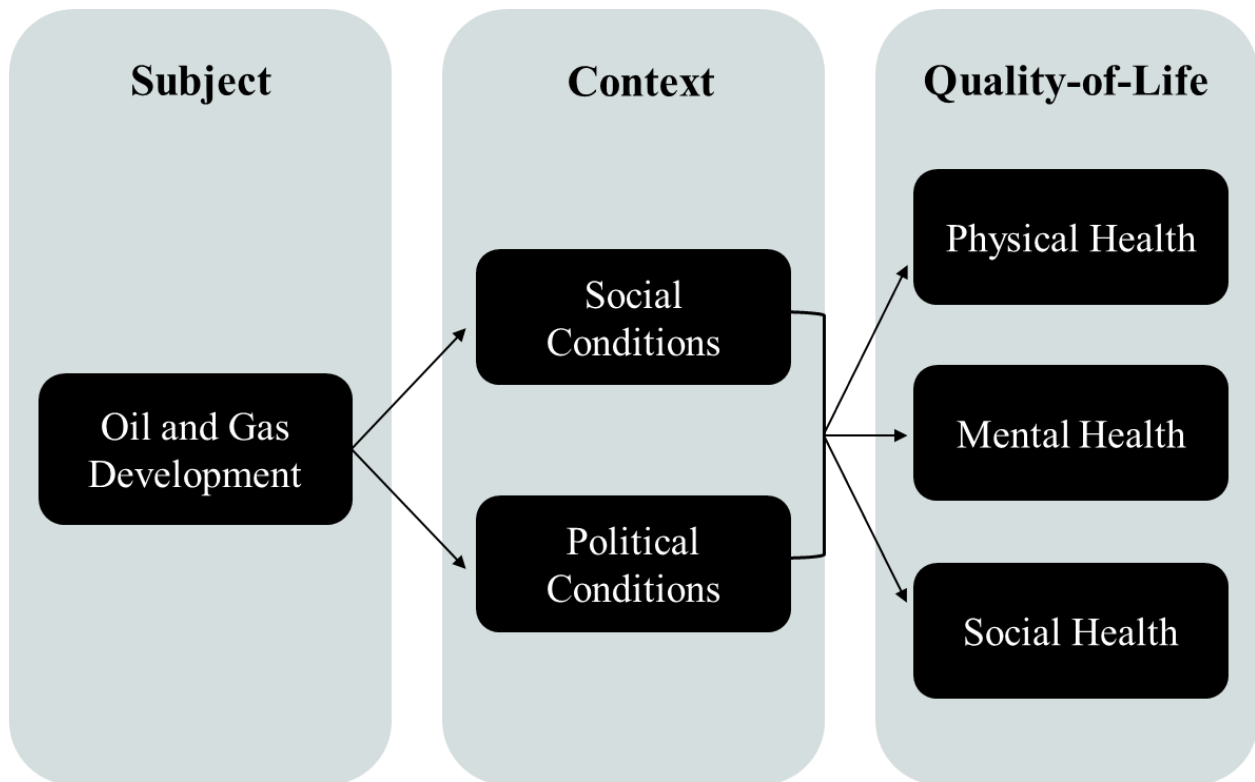 Subject
Oil and Gas
Development
Context
Social
Conditions
Political
Conditions
Quality-of-Life
Physical Health
Mental Health
Social Health